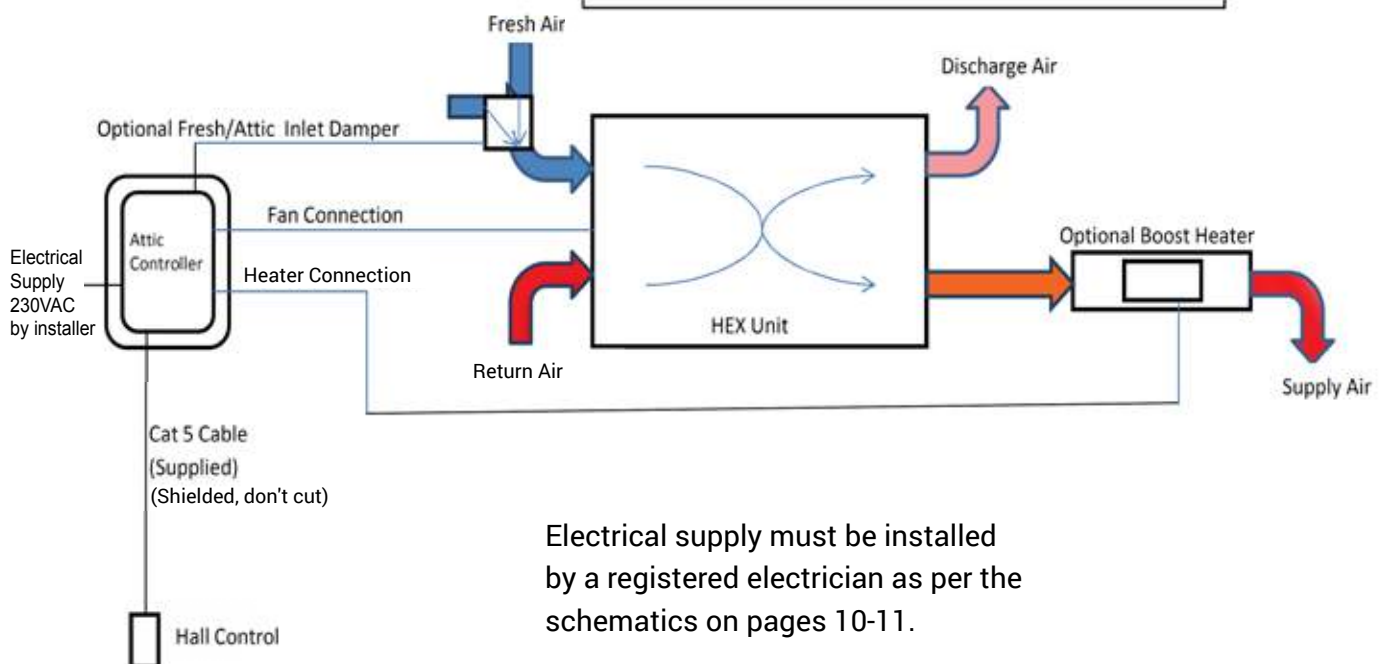 Fresh Air
Discharge Air
Optional Fresh/Attic Inlet Damper
Fan Connection
Attic
Controller
Electrical
Supply
230VAC
by installer
Heater Connection
Optional Boost Heater
HEX Unit
Return Air
Supply Air
Cat 5 Cable
(Supplied)
(Shielded, don't cut)
Electrical supply must be installed
by a registered electrician as per the
schematics on pages 10-11.
Hall Control